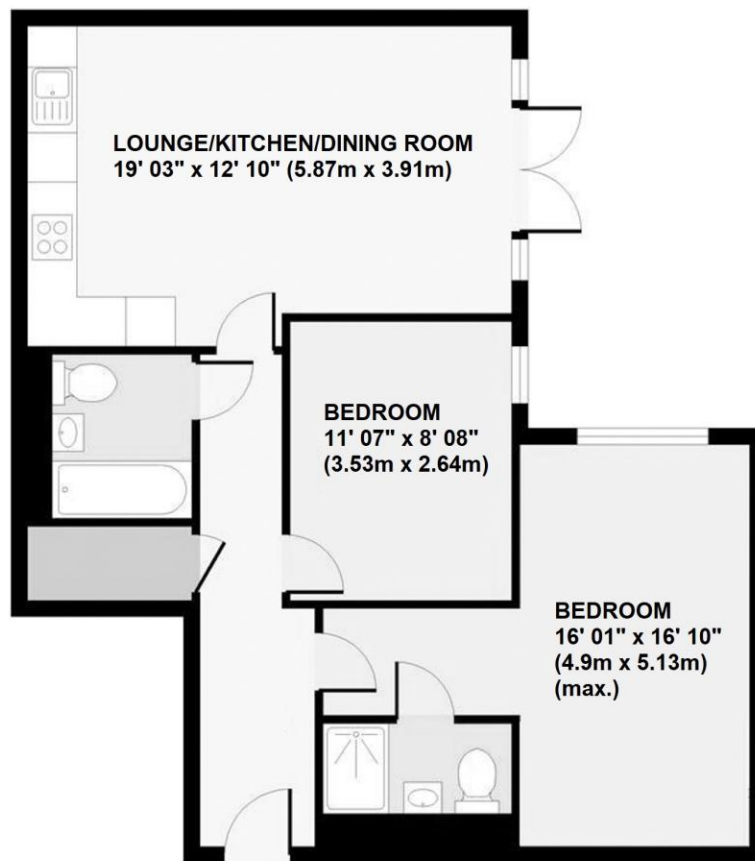 LOUNGE/KITCHEN/DINING ROOM
19' 03" x 12' 10" (5.87m x 3.91m)
BEDROOM
11' 07" x 8' 08"
(3.53m x 2.64m)
BEDROOM
16' 01" x 16' 10"
(4.9m x 5.13m)
(max.)